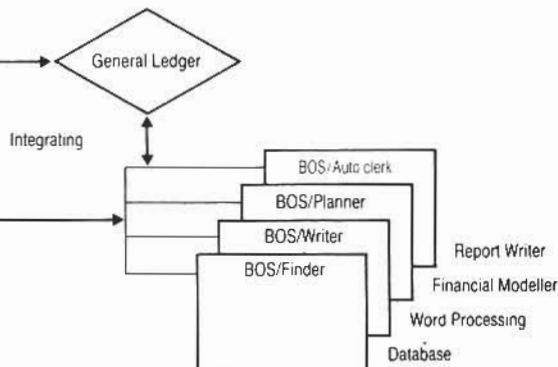 General Ledger
Integrating
BOS/Auto clerk
BOS/Planner
BOS/Writer
BOS/Finder
Report Writer
Financial Modeller
Word Processing
Database